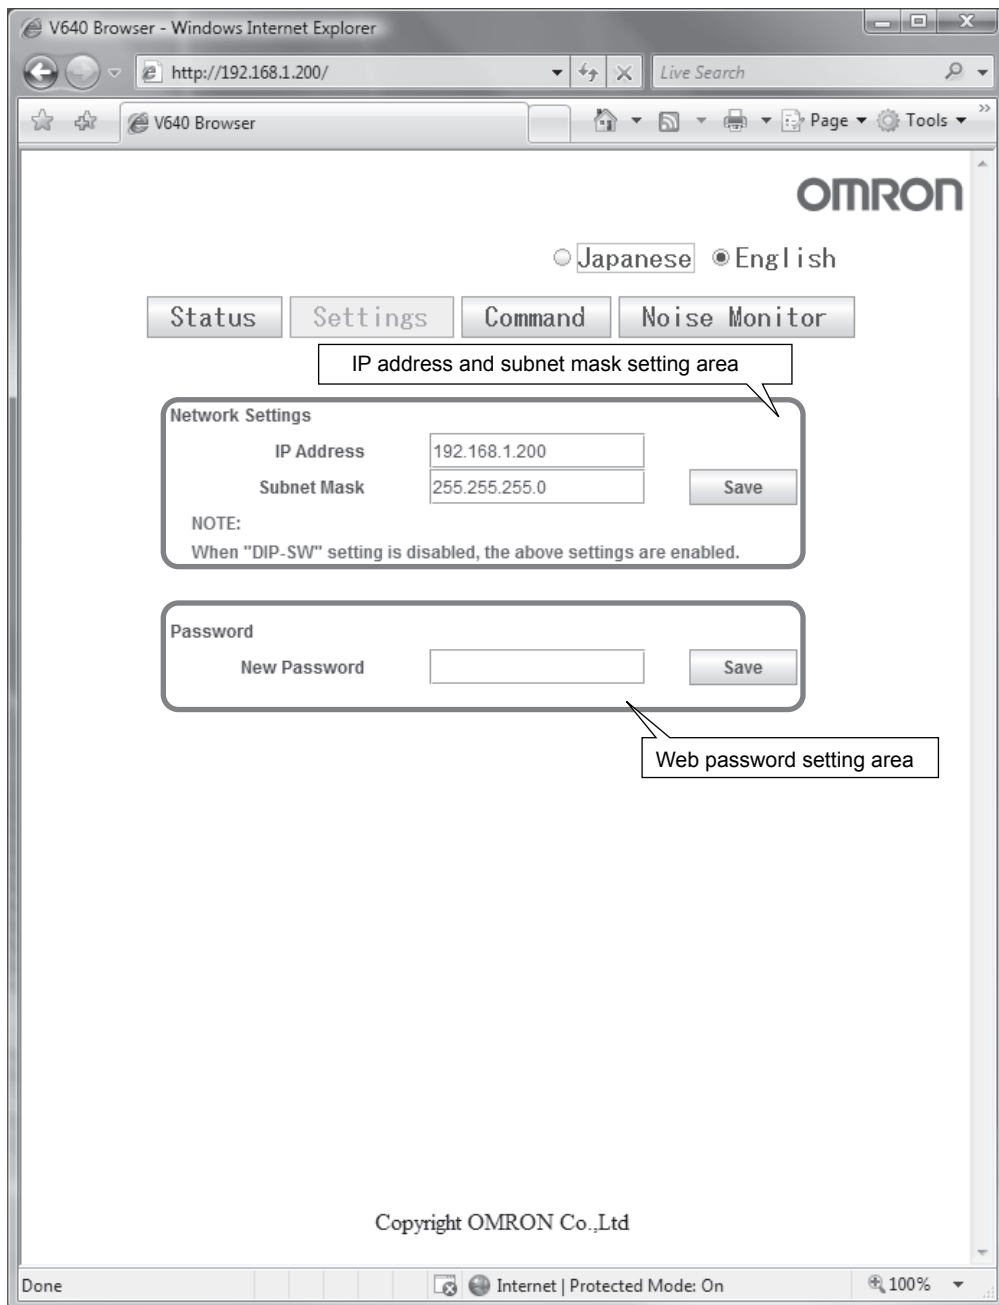 V640 Browser - Windows Internet Explorer
http://192.168.1.200/
Live Search
V640 Browser
Page
Tools
OMRON
Japanese English
Status Settings Command Noise Monitor
IP address and subnet mask setting area
Network Settings
IP Address 192.168.1.200
Subnet Mask 255.255.255.0 Save
NOTE:
When "DIP-SW" setting is disabled, the above settings are enabled.
Password
New Password Save
Web password setting area
Copyright OMRON Co.,Ltd
Done Internet | Protected Mode: On 100%